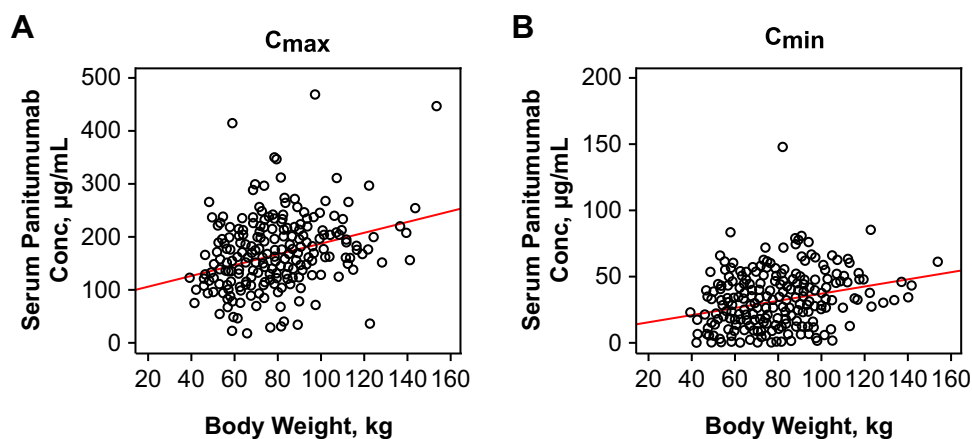 A
Cmax
Serum Panitumumab
Conc, µg/mL
500
400
300
200
100
0
20 40 60 80 100 120 140 160
Body Weight, kg
B
Cmin
Serum Panitumumab
Conc, µg/mL
200
150
100
50
0
20 40 60 80 100 120 140 160
Body Weight, kg